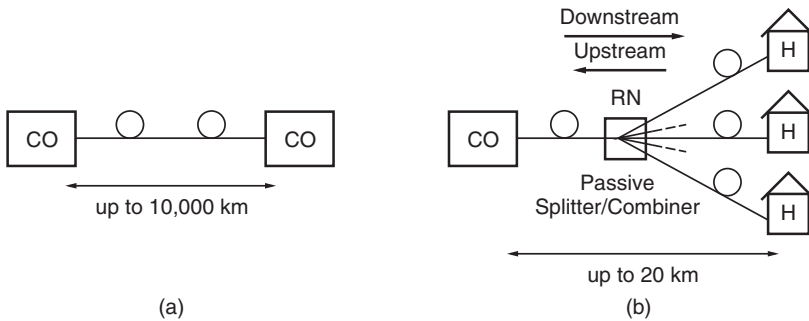 CO
CO
up to 10,000 km
(a)
Downstream
Upstream
RN
CO
H
H
H
Passive
Splitter/Combiner
up to 20 km
(b)